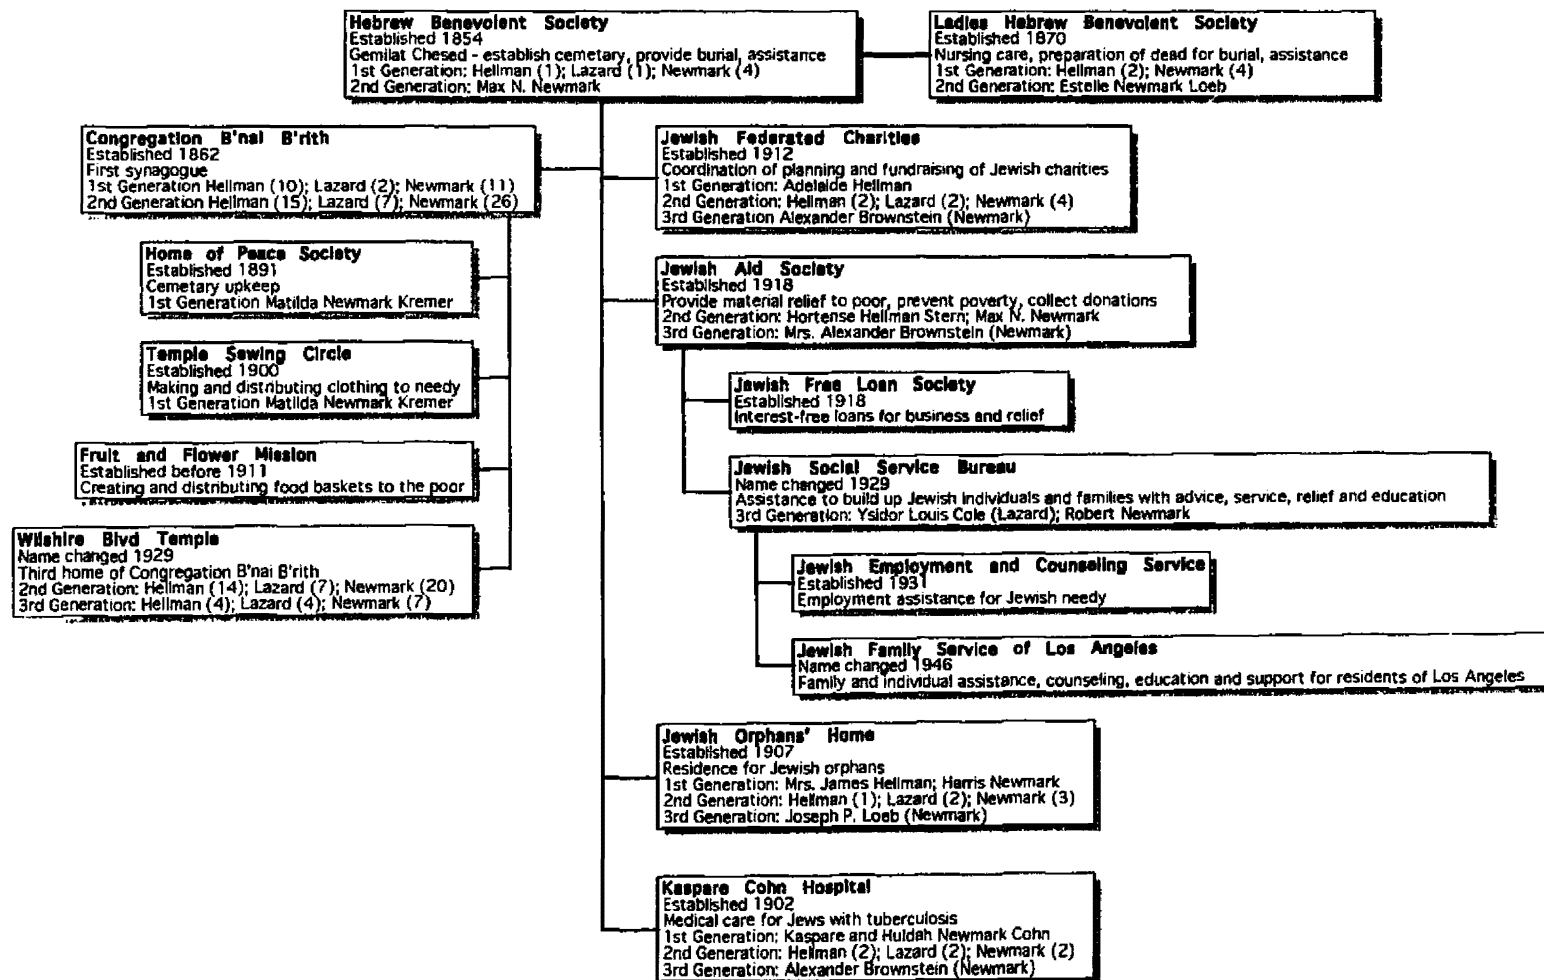 Hebrew Benevolent Society
Established 1854
Gemilat Chesed - establish cemetary, provide burial, assistance
1st Generation: Hellman (1); Lazard (1); Newmark (4)
2nd Generation: Max N. Newmark
Ladies Hebrew Benevolent Society
Established 1870
Nursing care, preparation of dead for burial, assistance
1st Generation: Hellman (2); Newmark (4)
2nd Generation: Estelle Newmark Loeb
Congregation B'nai B'rith
Established 1862
First synagogue
1st Generation Hellman (10); Lazard (2); Newmark (11)
2nd Generation Hellman (15); Lazard (7); Newmark (26)
Home of Peace Society
Established 1891
Cemetary upkeep
1st Generation Matilda Newmark Kremer
Temple Sewing Circle
Established 1900
Making and distributing clothing to needy
1st Generation Matilda Newmark Kremer
Fruit and Flower Mission
Established before 1911
Creating and distributing food baskets to the poor
Wilshire Blvd Temple
Name changed 1929
Third home of Congregation B'nai B'rith
2nd Generation: Hellman (14); Lazard (7); Newmark (20)
3rd Generation: Hellman (4); Lazard (4); Newmark (7)
Jewish Federated Charities
Established 1912
Coordination of planning and fundraising of Jewish charities
1st Generation: Adelaide Hellman
2nd Generation: Hellman (2); Lazard (2); Newmark (4)
3rd Generation Alexander Brownstein (Newmark)
Jewish Aid Society
Established 1918
Provide material relief to poor, prevent poverty, collect donations
2nd Generation: Hortense Hellman Stern; Max N. Newmark
3rd Generation: Mrs. Alexander Brownstein (Newmark)
Jewish Free Loan Society
Established 1918
Interest-free loans for business and relief
Jewish Social Service Bureau
Name changed 1929
Assistance to build up Jewish individuals and families with advice, service, relief and education
3rd Generation: Ysidor Louis Cole (Lazard); Robert Newmark
Jewish Employment and Counseling Service
Established 1931
Employment assistance for Jewish needy
Jewish Family Service of Los Angeles
Name changed 1946
Family and individual assistance, counseling, education and support for residents of Los Angeles
Jewish Orphans' Home
Established 1907
Residence for Jewish orphans
1st Generation: Mrs. James Hellman; Harris Newmark
2nd Generation: Hellman (1); Lazard (2); Newmark (3)
3rd Generation: Joseph P. Loeb (Newmark)
Kaspare Cohn Hospital
Established 1902
Medical care for Jews with tuberculosis
1st Generation: Kaspare and Huldah Newmark Cohn
2nd Generation: Hellman (2); Lazard (2); Newmark (2)
3rd Generation: Alexander Brownstein (Newmark)